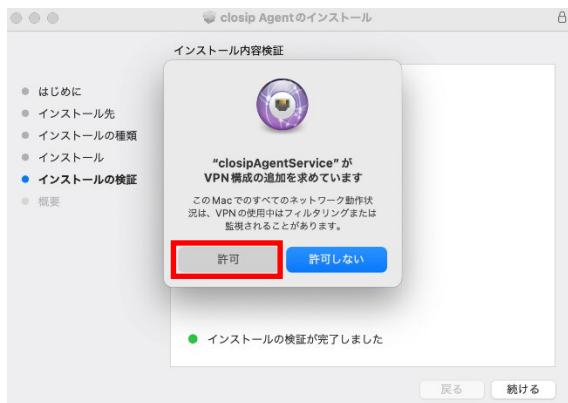 closip Agentのインストール
インストール内容検証
はじめに
インストール先
インストールの種類
インストール
インストールの検証
概要
"closipAgentService" が
VPN 構成の追加を求めています
この Mac でのすべてのネットワーク動作状
況は、VPN の使用中はフィルタリングまたは
監視されることがあります。
許可
許可しない
インストールの検証が完了しました
戻る
続ける